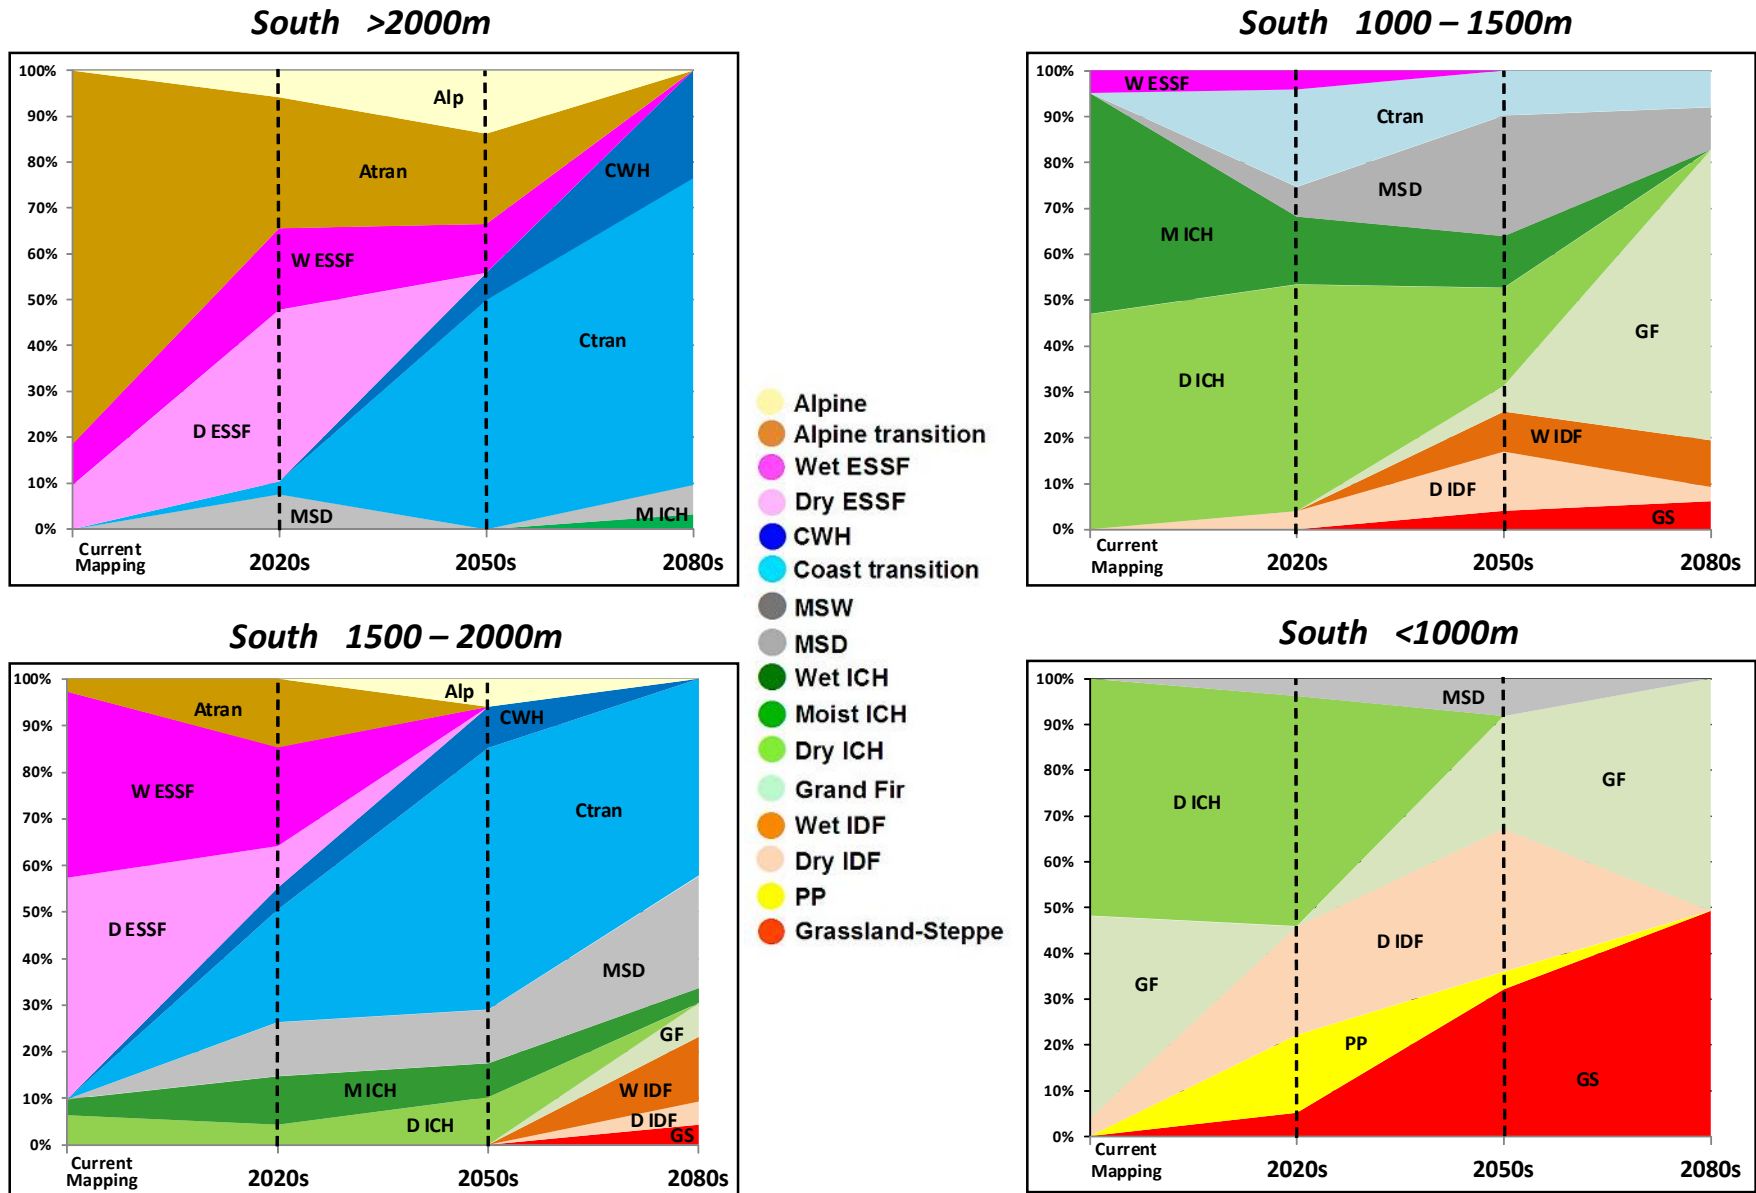 South >2000m
100%
90%
80%
70%
60%
50%
40%
30%
20%
10%
0%
Alp
Atran
CWH
W ESSF
Ctran
D ESSF
MSD
M ICH
Current
Mapping
2020s
2050s
2080s
South 1000 – 1500m
100%
90%
80%
70%
60%
50%
40%
30%
20%
10%
0%
W ESSF
Ctran
MSD
M ICH
GF
D ICH
W IDF
D IDF
GS
Current
Mapping
2020s
2050s
2080s
Alpine
Alpine transition
Wet ESSF
Dry ESSF
CWH
Coast transition
MSW
MSD
Wet ICH
Moist ICH
Dry ICH
Grand Fir
Wet IDF
Dry IDF
PP
Grassland-Steppe
South 1500 – 2000m
100%
90%
80%
70%
60%
50%
40%
30%
20%
10%
0%
Alp
Atran
CWH
W ESSF
Ctran
D ESSF
MSD
GF
M ICH
W IDF
D ICH
D IDF
GS
Current
Mapping
2020s
2050s
2080s
South <1000m
100%
90%
80%
70%
60%
50%
40%
30%
20%
10%
0%
MSD
GF
D ICH
D IDF
GF
PP
GS
Current
Mapping
2020s
2050s
2080s